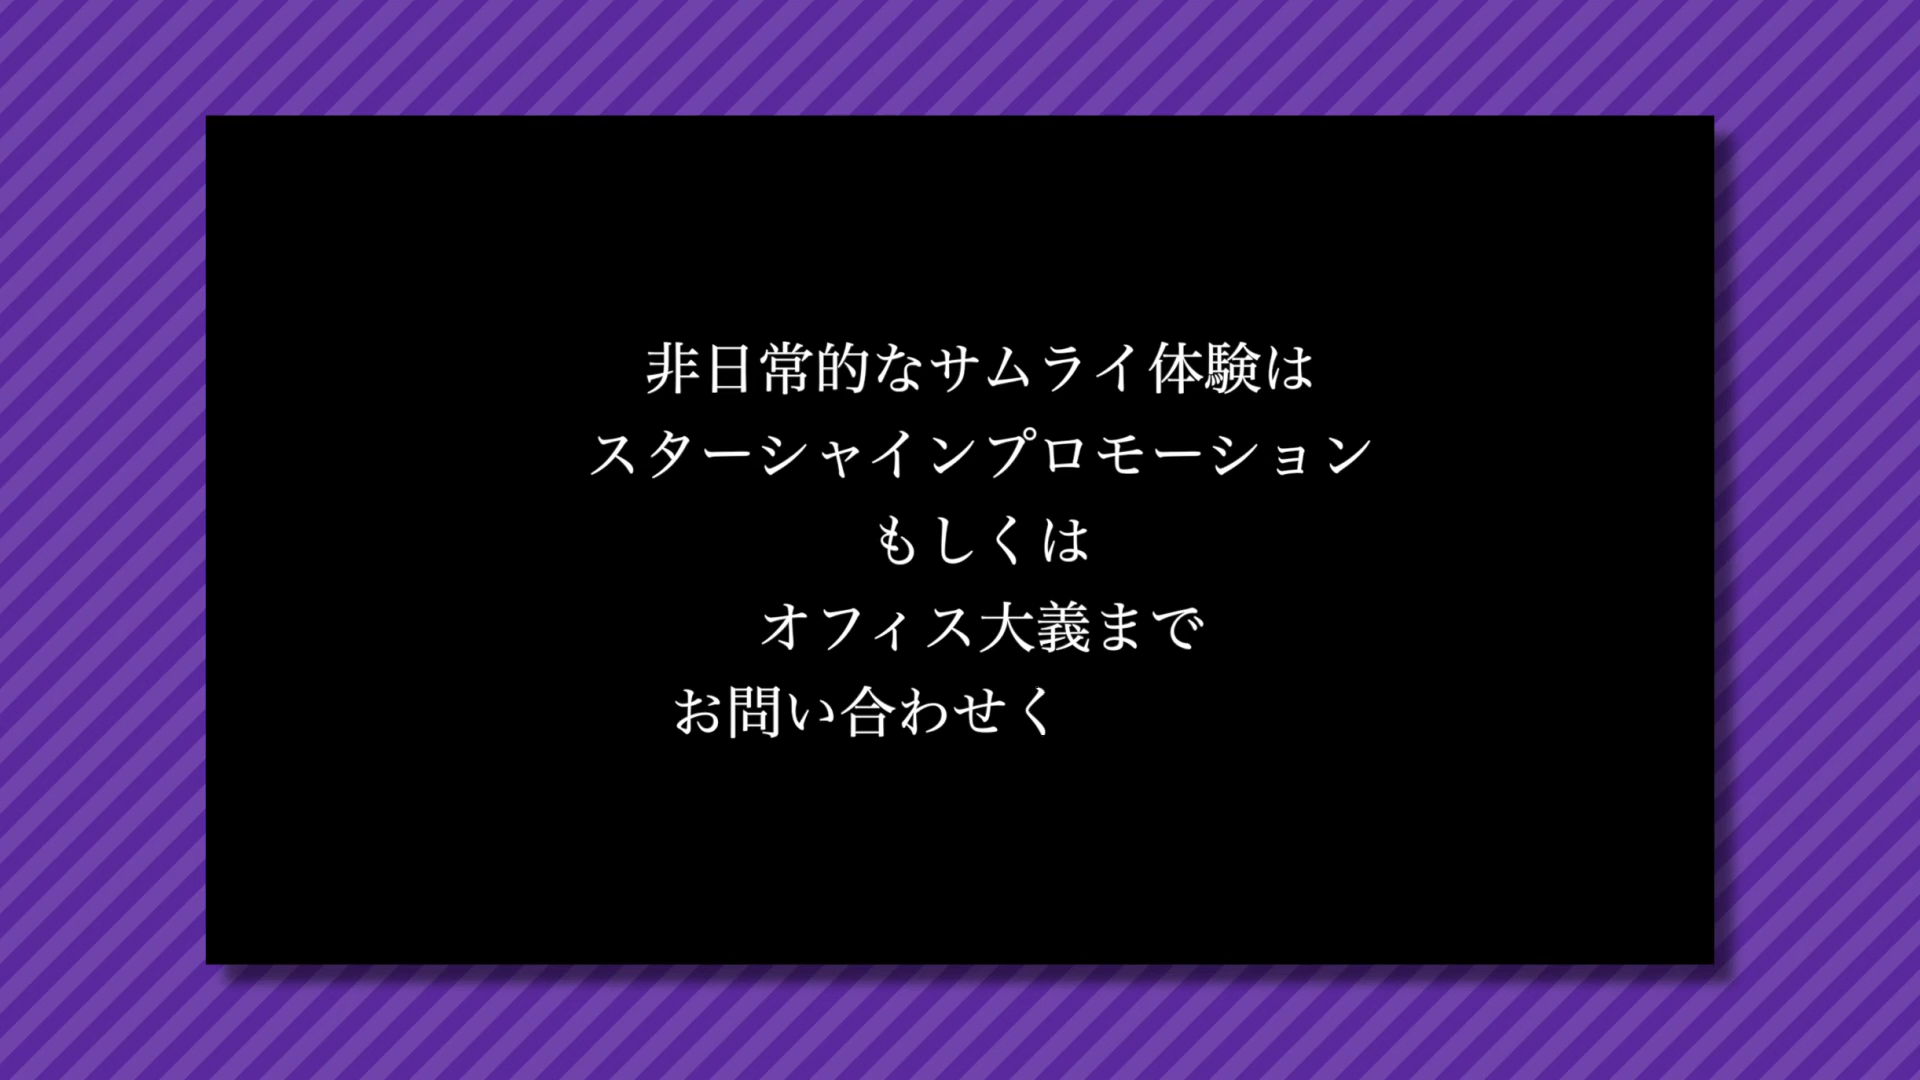 非日常的なサムライ体験は
スターシャインプロモーション
もしくは
オフィス大義まで
お問い合わせく